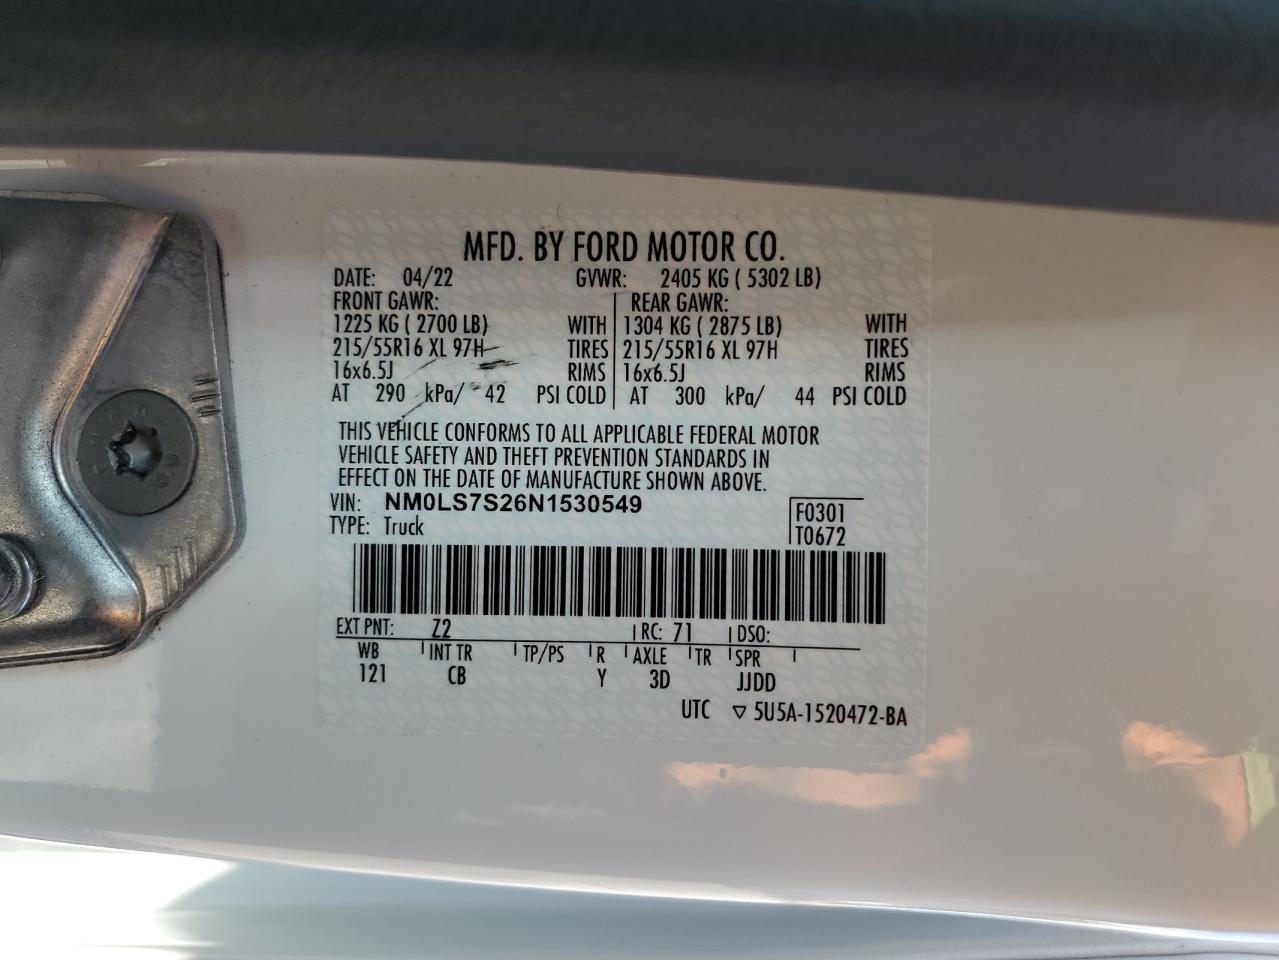 MFD. BY FORD MOTOR CO.
DATE: 04/22 GVWR: 2405 KG ( 5302 LB)
FRONT GAWR: REAR GAWR:
1225 KG ( 2700 LB) WITH 1304 KG ( 2875 LB) WITH
215/55R16 XL 97H TIRES 215/55R16 XL 97H TIRES
16x6.5J RIMS 16x6.5J RIMS
AT 290 kPa/ 42 PSI COLD AT 300 kPa/ 44 PSI COLD
THIS VEHICLE CONFORMS TO ALL APPLICABLE FEDERAL MOTOR
VEHICLE SAFETY AND THEFT PREVENTION STANDARDS IN
EFFECT ON THE DATE OF MANUFACTURE SHOWN ABOVE.
VIN: NM0LS7S26N1530549 F0301
TYPE: Truck T0672
EXT PNT: Z2 RC: 71 DSO:
WB INT TR TP/PS R AXLE TR SPR
121 CB Y 3D JJDD
UTC ▽ 5U5A-1520472-BA